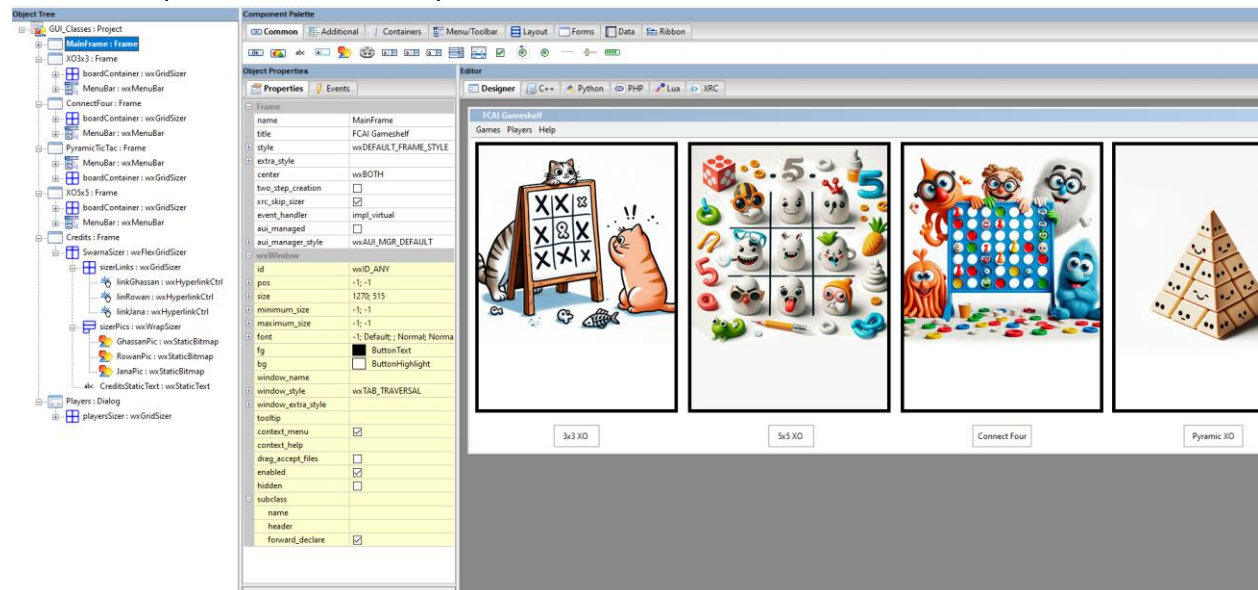 Object Tree
GUI_Classes : Project
MainFrame : Frame
XO3x3 : Frame
boardContainer : wxGridSizer
MenuBar : wxMenuBar
ConnectFour : Frame
boardContainer : wxGridSizer
MenuBar : wxMenuBar
PyramicTicTac : Frame
MenuBar : wxMenuBar
boardContainer : wxGridSizer
XO5x5 : Frame
boardContainer : wxGridSizer
MenuBar : wxMenuBar
Credits : Frame
SwarnaSizer : wxFlexGridSizer
sizerLinks : wxGridSizer
linkGhassan : wxHyperlinkCtrl
linRowan : wxHyperlinkCtrl
linkJana : wxHyperlinkCtrl
sizerPics : wxWrapSizer
GhassanPic : wxStaticBitmap
RowanPic : wxStaticBitmap
JanaPic : wxStaticBitmap
CreditsStaticText : wxStaticText
Players : Dialog
playersSizer : wxGridSizer
Component Palette
Common Additional Containers Menu/Toolbar Layout Forms Data Ribbon
Object Properties
Properties Events
Frame
name MainFrame
title FCAI Gameshelf
style wxDEFAULT_FRAME_STYLE
extra_style
center wxBOTH
two_step_creation
xrc_skip_sizer
event_handler impl_virtual
aui_managed
aui_manager_style wxAUI_MGR_DEFAULT
wxWindow
id wxID_ANY
pos -1; -1
size 1270; 515
minimum_size -1; -1
maximum_size -1; -1
font -1; Default; ; Normal; Norma
fg ButtonText
bg ButtonHighlight
window_name
window_style wxTAB_TRAVERSAL
window_extra_style
tooltip
context_menu
context_help
drag_accept_files
enabled
hidden
subclass
name
header
forward_declare
Editor
Designer C++ Python PHP Lua XRC
FCAI Gameshelf
Games Players Help
3x3 XO
5x5 XO
Connect Four
Pyramic XO